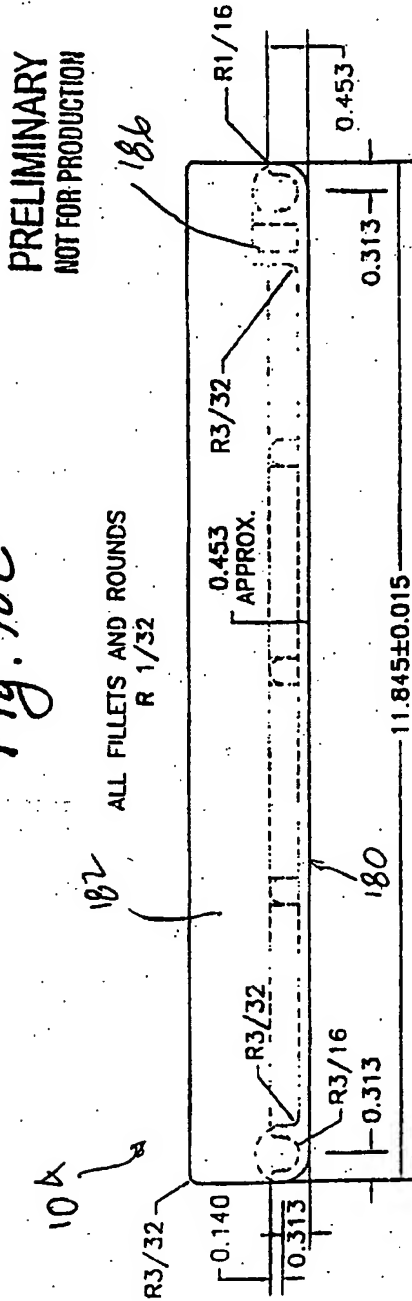 PRELIMINARY
NOT FOR PRODUCTION
ALL FILLETS AND ROUNDS
R 1/32
104
182
186
R3/32
R1/16
R3/32
0.453
APPROX.
R3/32
R3/16
0.140
0.313
0.313
180
0.453
0.313
11.845±0.015